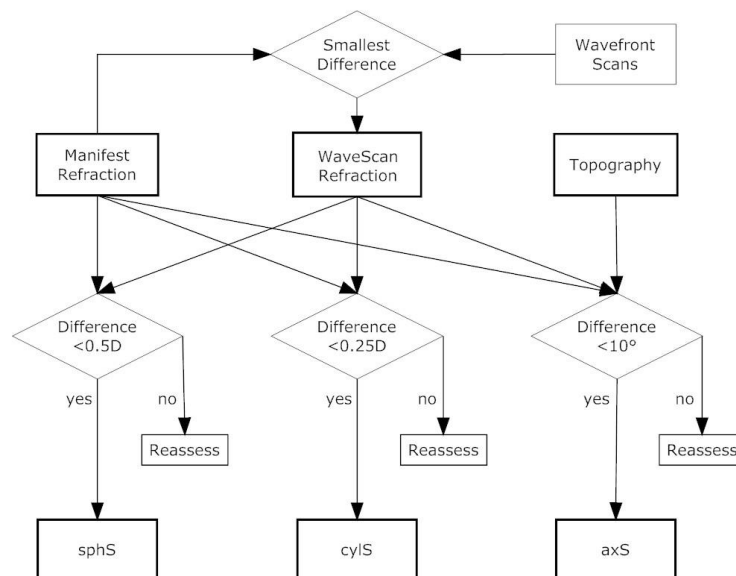 Smallest
Difference
Wavefront
Scans
Manifest
Refraction
WaveScan
Refraction
Topography
Difference
<0.5D
Difference
<0.25D
Difference
<10°
yes
no
yes
no
yes
no
Reassess
Reassess
Reassess
sphS
cylS
axS